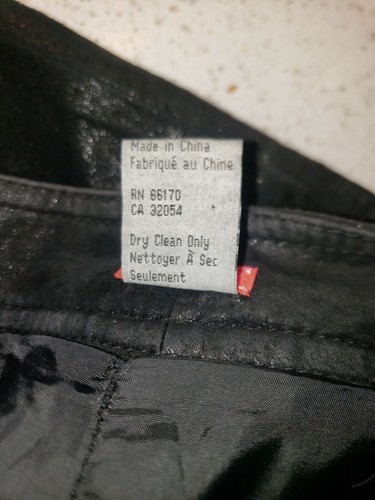 Made in China
Fabriqué au Chine
RN 66170
CA 32054
Dry Clean Only
Nettoyer À Sec
Seulement